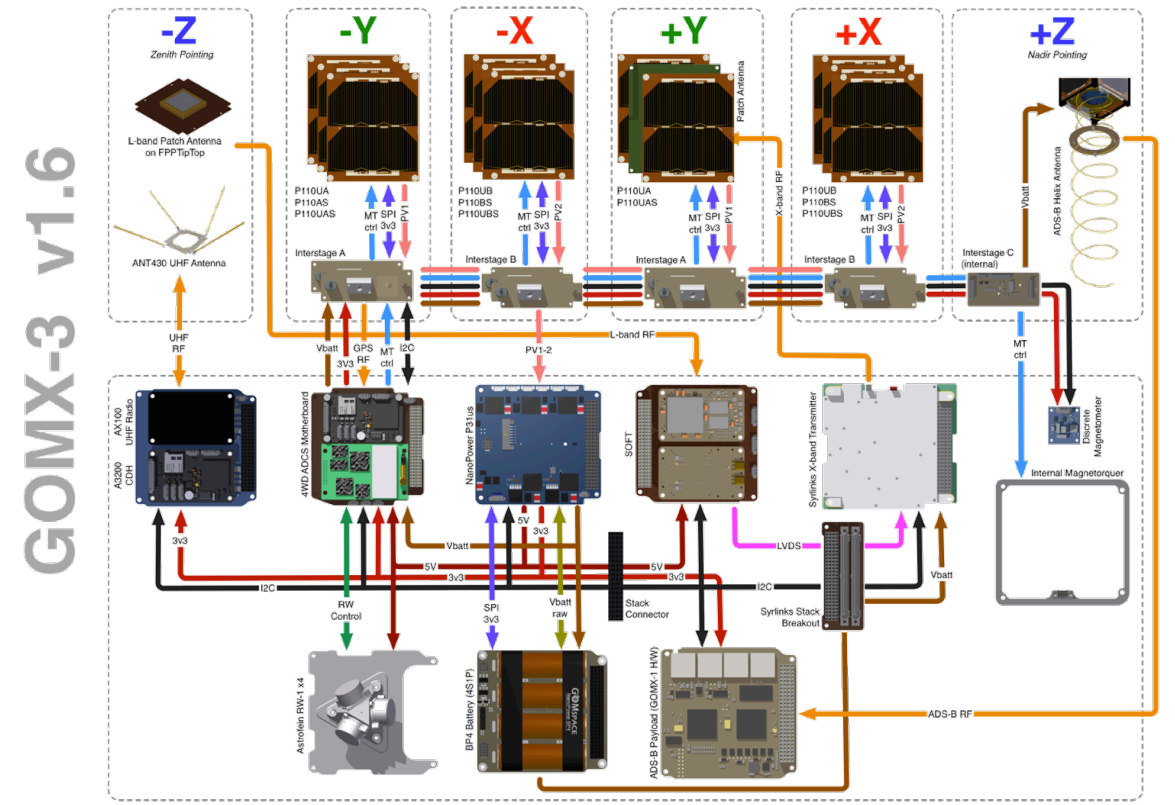 GOMX-3 v1.6
-Z
Zenith Pointing
L-band Patch Antenna
on FPPTipTop
ANT430 UHF Antenna
UHF
RF
-Y
P110UA
P110AS
P110UAS
MT
ctrl
SPI
3v3
PV1
Interstage A
-X
P110UB
P110BS
P110UBS
MT
ctrl
SPI
3v3
PV2
Interstage B
+Y
Patch Antenna
P110UA
P110AS
P110UAS
MT
ctrl
SPI
3v3
PV1
Interstage A
X-band RF
+X
P110UB
P110BS
P110UBS
MT
ctrl
SPI
3v3
PV2
Interstage B
+Z
Nadir Pointing
Vbatt
ADS-B Helix Antenna
Interstage C
(internal)
Vbatt
3V3
GPS
RF
MT
ctrl
I2C
PV1-2
L-band RF
MT
ctrl
AX100
UHF Radio
A3200
CDH
4WD ADCS Motherboard
NanoPower P31us
SOFT
Syrlinks X-band Transmitter
Discrete
Magnetometer
Internal Magnetorquer
3v3
Vbatt
5V
3v3
5V
3v3
5V
3v3
LVDS
Vbatt
I2C
I2C
RW
Control
SPI
3v3
Vbatt
raw
Stack
Connector
Syrlinks Stack
Breakout
Astrofein RW-1 x4
BP4 Battery (4S1P)
GOMSPACE
ADS-B Payload (GOMX-1 H/W)
ADS-B RF